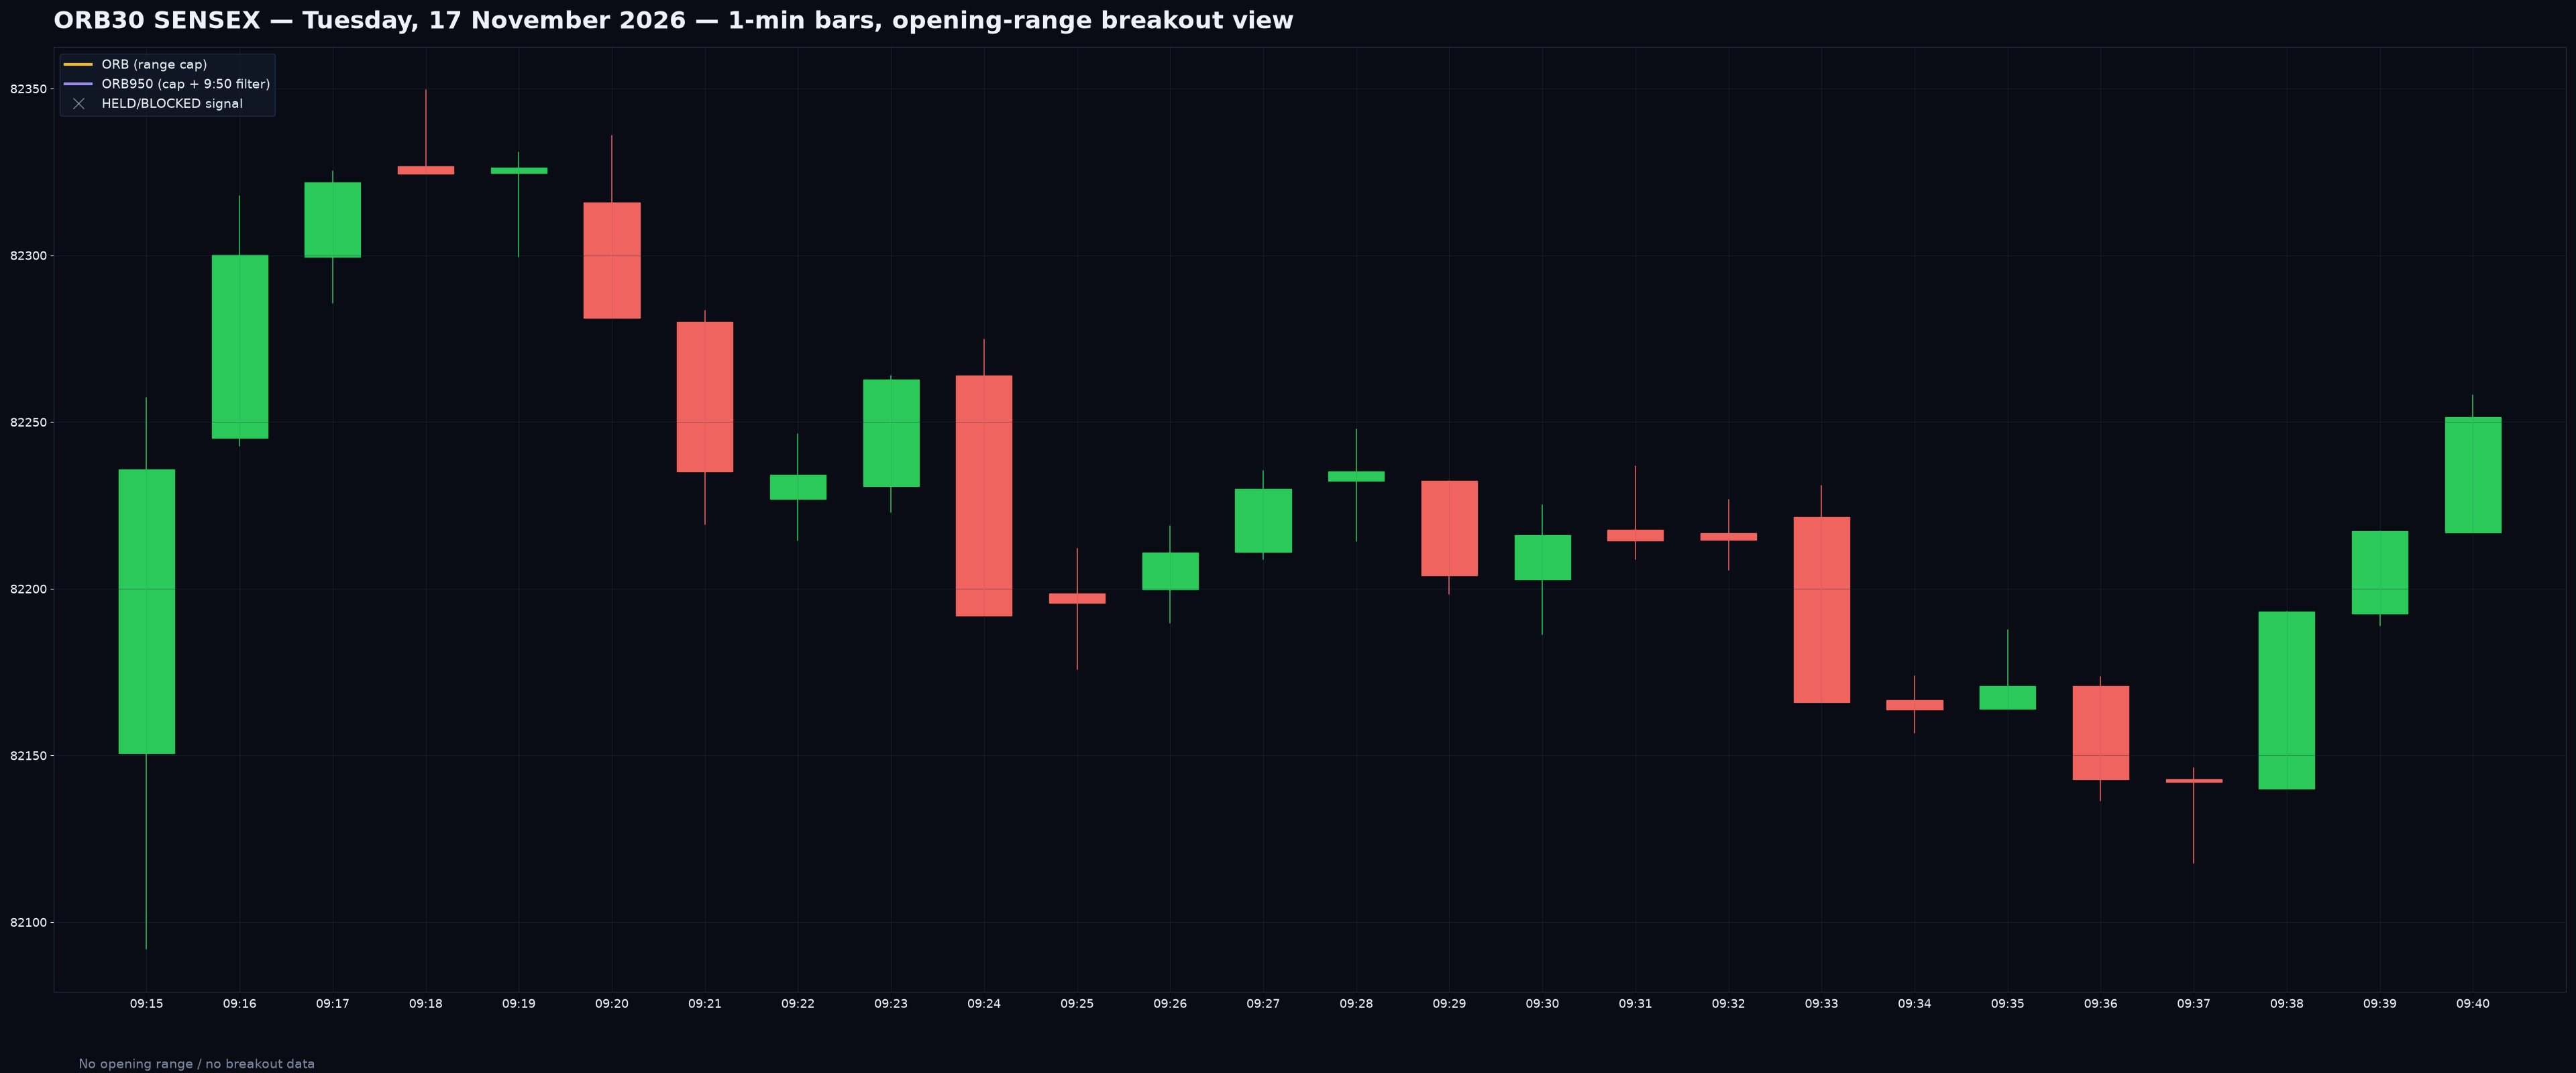 ORB30 SENSEX — Tuesday, 17 November 2026 — 1-min bars, opening-range breakout view
ORB (range cap)
ORB950 (cap + 9:50 filter)
HELD/BLOCKED signal
82350
82300
82250
82200
82150
82100
09:15 09:16 09:17 09:18 09:19 09:20 09:21 09:22 09:23 09:24 09:25 09:26 09:27 09:28 09:29 09:30 09:31 09:32 09:33 09:34 09:35 09:36 09:37 09:38 09:39 09:40
No opening range / no breakout data